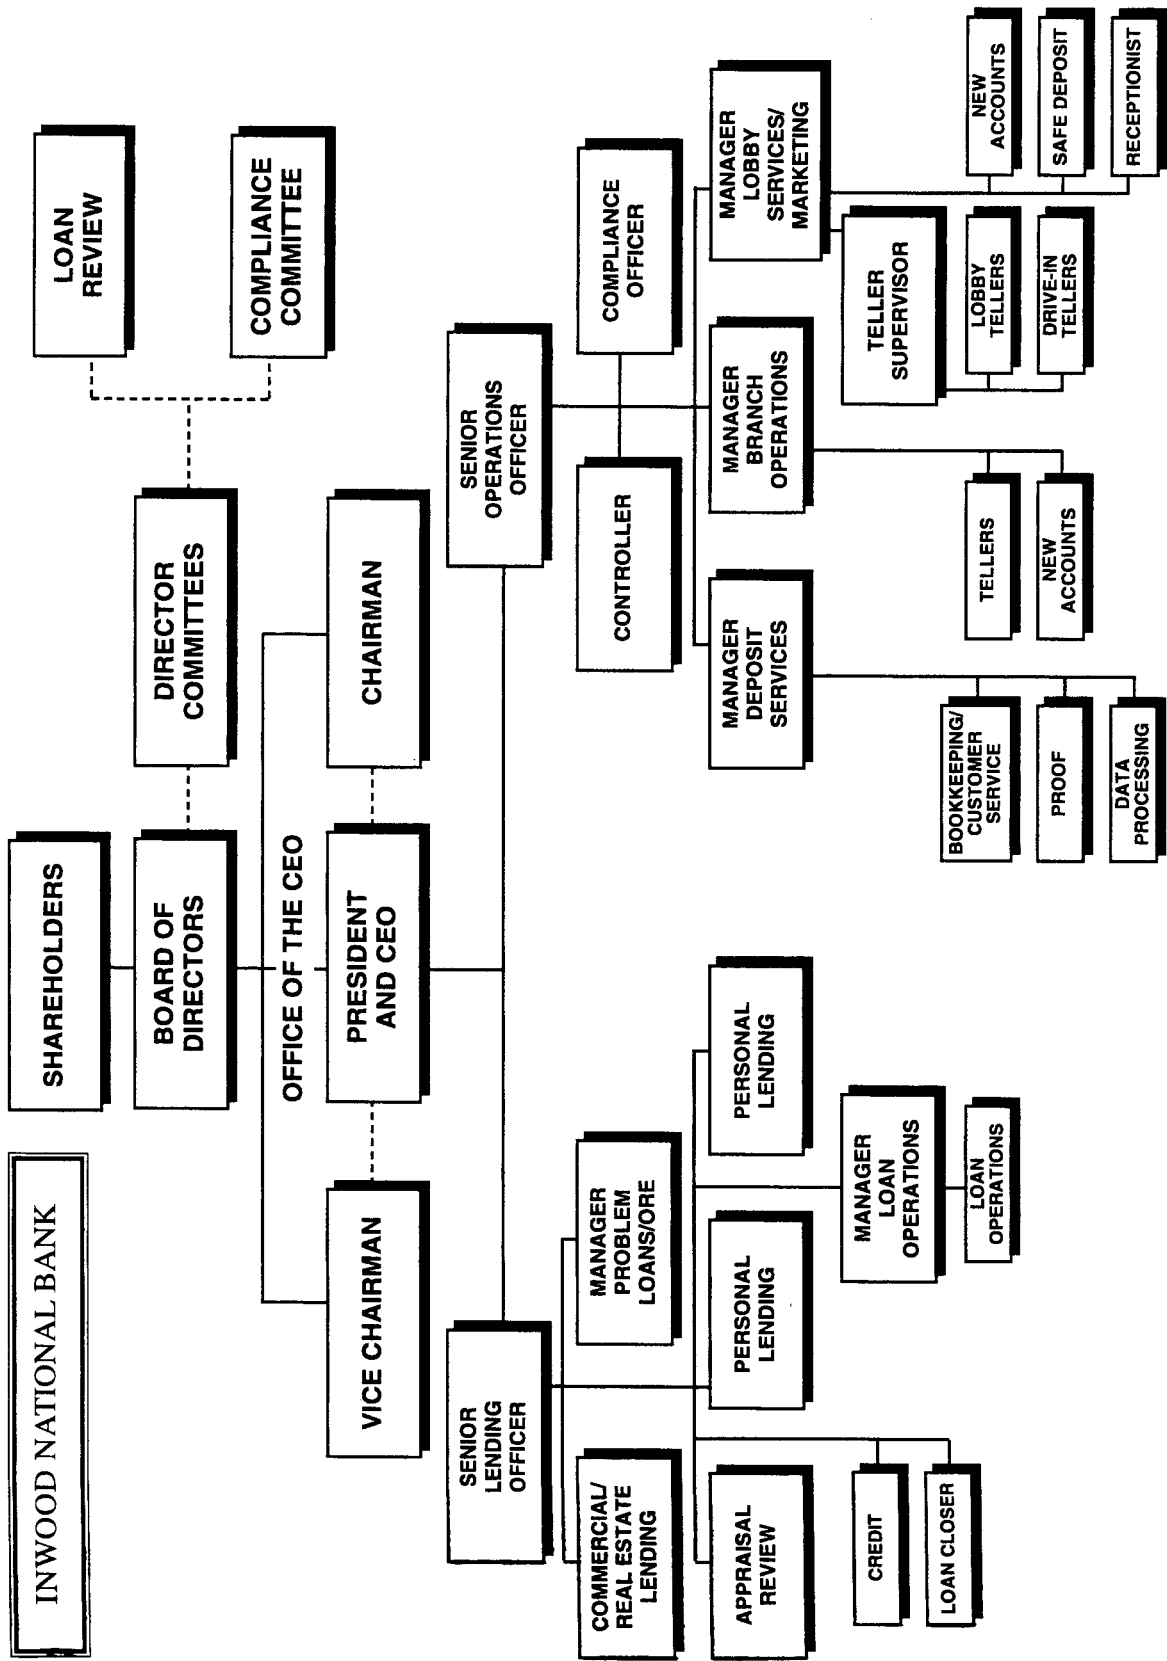 INWOOD NATIONAL BANK
SHAREHOLDERS
BOARD OF
DIRECTORS
DIRECTOR
COMMITTEES
LOAN
REVIEW
COMPLIANCE
COMMITTEE
OFFICE OF THE CEO
VICE CHAIRMAN
PRESIDENT
AND CEO
CHAIRMAN
SENIOR
LENDING
OFFICER
SENIOR
OPERATIONS
OFFICER
COMMERCIAL/
REAL ESTATE
LENDING
MANAGER
PROBLEM
LOANS/ORE
CONTROLLER
COMPLIANCE
OFFICER
APPRAISAL
REVIEW
PERSONAL
LENDING
PERSONAL
LENDING
MANAGER
DEPOSIT
SERVICES
MANAGER
BRANCH
OPERATIONS
MANAGER
LOBBY
SERVICES/
MARKETING
CREDIT
LOAN CLOSER
MANAGER
LOAN
OPERATIONS
LOAN
OPERATIONS
TELLER
SUPERVISOR
BOOKKEEPING/
CUSTOMER
SERVICE
PROOF
DATA
PROCESSING
TELLERS
NEW
ACCOUNTS
LOBBY
TELLERS
DRIVE-IN
TELLERS
NEW
ACCOUNTS
SAFE DEPOSIT
RECEPTIONIST